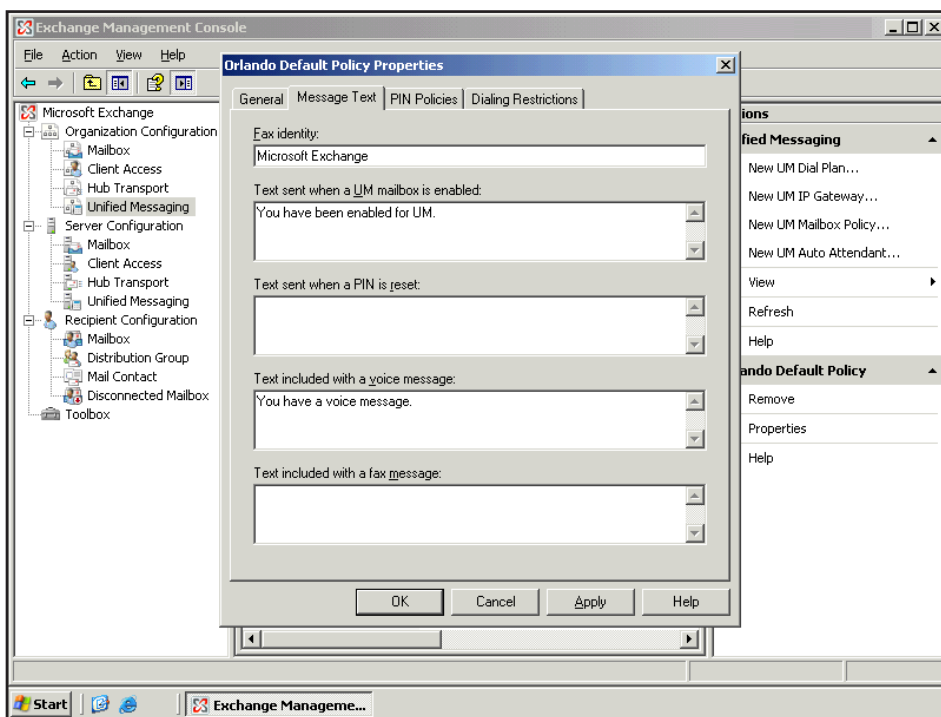 Exchange Management Console
File Action View Help
Microsoft Exchange
Organization Configuration
Mailbox
Client Access
Hub Transport
Unified Messaging
Server Configuration
Mailbox
Client Access
Hub Transport
Unified Messaging
Recipient Configuration
Mailbox
Distribution Group
Mail Contact
Disconnected Mailbox
Toolbox
Orlando Default Policy Properties
General Message Text PIN Policies Dialing Restrictions
Fax identity:
Microsoft Exchange
Text sent when a UM mailbox is enabled:
You have been enabled for UM.
Text sent when a PIN is reset:
Text included with a voice message:
You have a voice message.
Text included with a fax message:
OK Cancel Apply Help
ions
fied Messaging
New UM Dial Plan...
New UM IP Gateway...
New UM Mailbox Policy...
New UM Auto Attendant...
View
Refresh
Help
ando Default Policy
Remove
Properties
Help
Start Exchange Manageme...